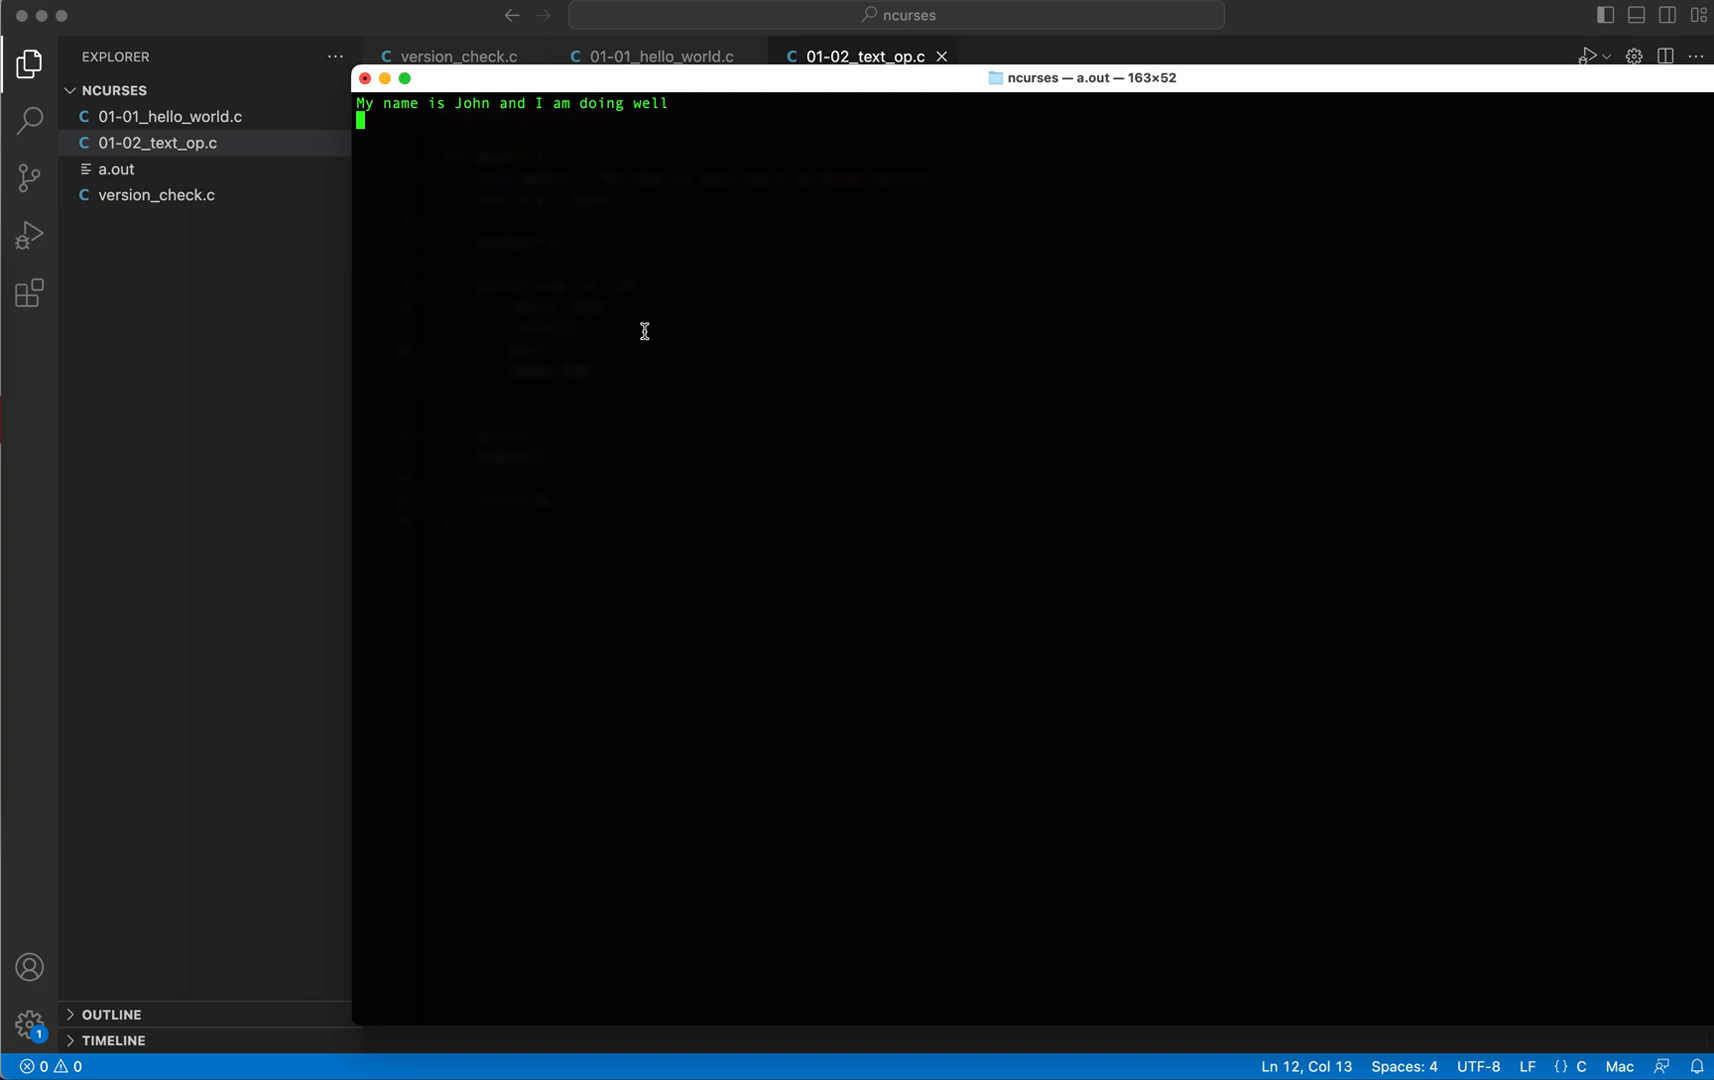 ncurses
EXPLORER
version_check.c
01-01_hello_world.c
01-02_text_op.c
ncurses — a.out — 163×52
NCURSES
My name is John and I am doing well
C 01-01_hello_world.c
C 01-02_text_op.c
a.out
C version_check.c
OUTLINE
1
TIMELINE
0 0
Ln 12, Col 13
Spaces: 4
UTF-8
LF
{ } C
Mac